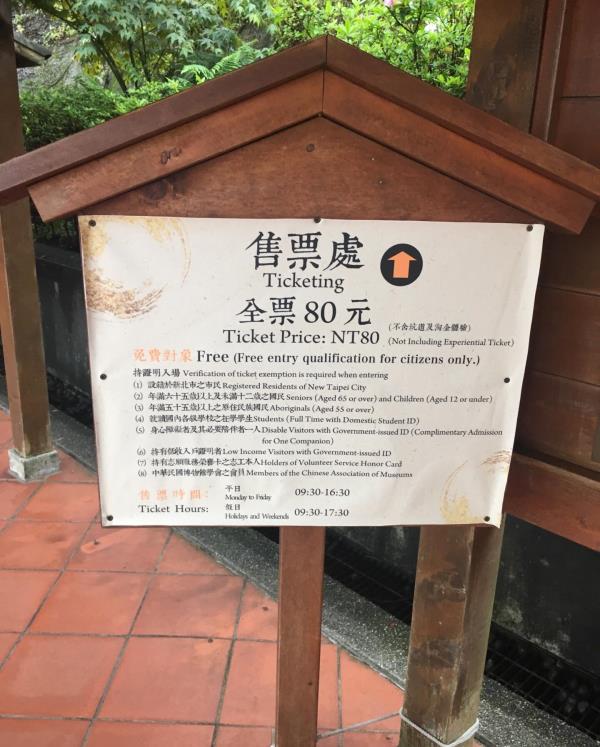 售票處
Ticketing
全票 80 元 (不含坑道及淘金體驗)
Ticket Price: NT80 (Not Including Experiential Ticket)
免費對象 Free (Free entry qualification for citizens only.)
持證明入場 Verification of ticket exemption is required when entering
(1) 設籍於新北市之市民 Registered Residents of New Taipei City
(2) 年滿六十五歲以上及未滿十二歲之國民 Seniors (Aged 65 or over) and Children (Aged 12 or under)
(3) 年滿五十五歲以上之原住民族國民 Aboriginals (Aged 55 or over)
(4) 就讀國內各級學校之在學學生 Students (Full Time with Domestic Student ID)
(5) 身心障礙者及其必要陪伴者一人 Disable Visitors with Government-issued ID (Complimentary Admission
for One Companion)
(6) 持有低收入戶證明者 Low Income Visitors with Government-issued ID
(7) 持有志願服務榮譽卡之志工本人 Holders of Volunteer Service Honor Card
(8) 中華民國博物館學會之會員 Members of the Chinese Association of Museums
售票時間: 平日
Ticket Hours: Monday to Friday 09:30-16:30
假日
Holidays and Weekends 09:30-17:30